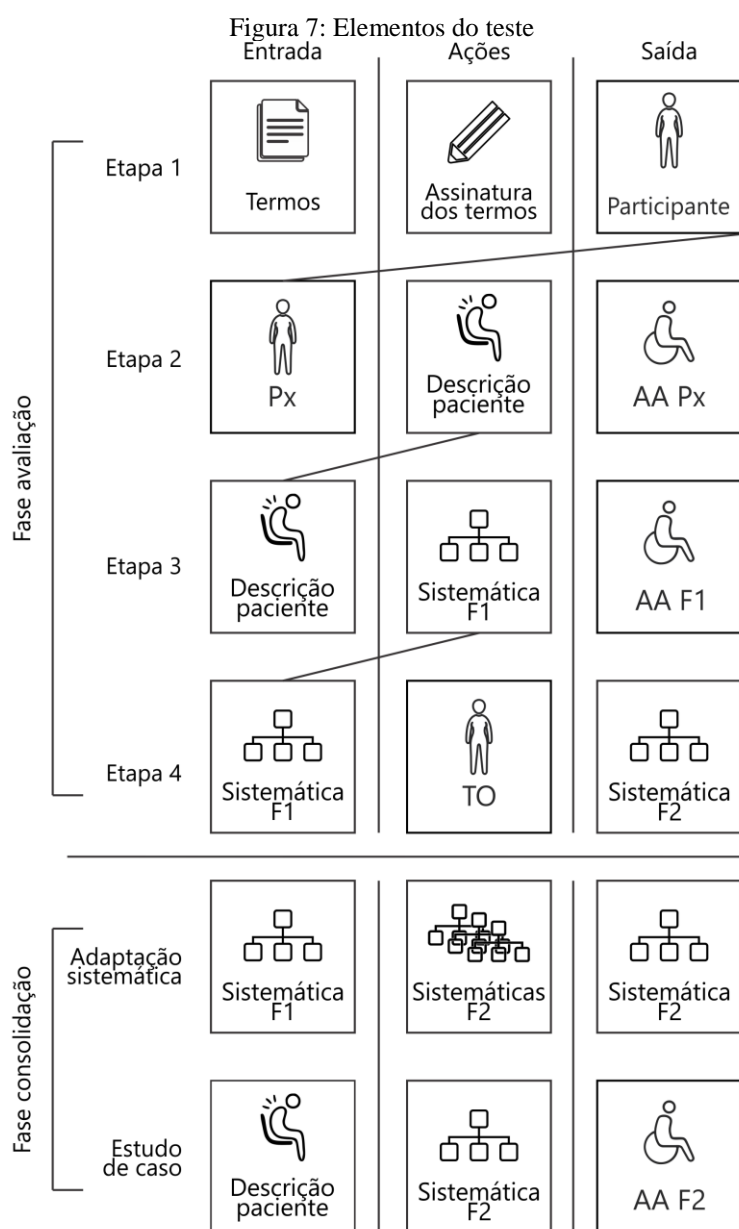 Figura 7: Elementos do teste
Entrada
Ações
Saída
Fase avaliação
Etapa 1
Termos
Assinatura
dos termos
Participante
Etapa 2
Px
Descrição
paciente
AA Px
Etapa 3
Descrição
paciente
Sistemática
F1
AA F1
Etapa 4
Sistemática
F1
TO
Sistemática
F2
Fase consolidação
Adaptação
sistemática
Sistemática
F1
Sistemáticas
F2
Sistemática
F2
Estudo
de caso
Descrição
paciente
Sistemática
F2
AA F2